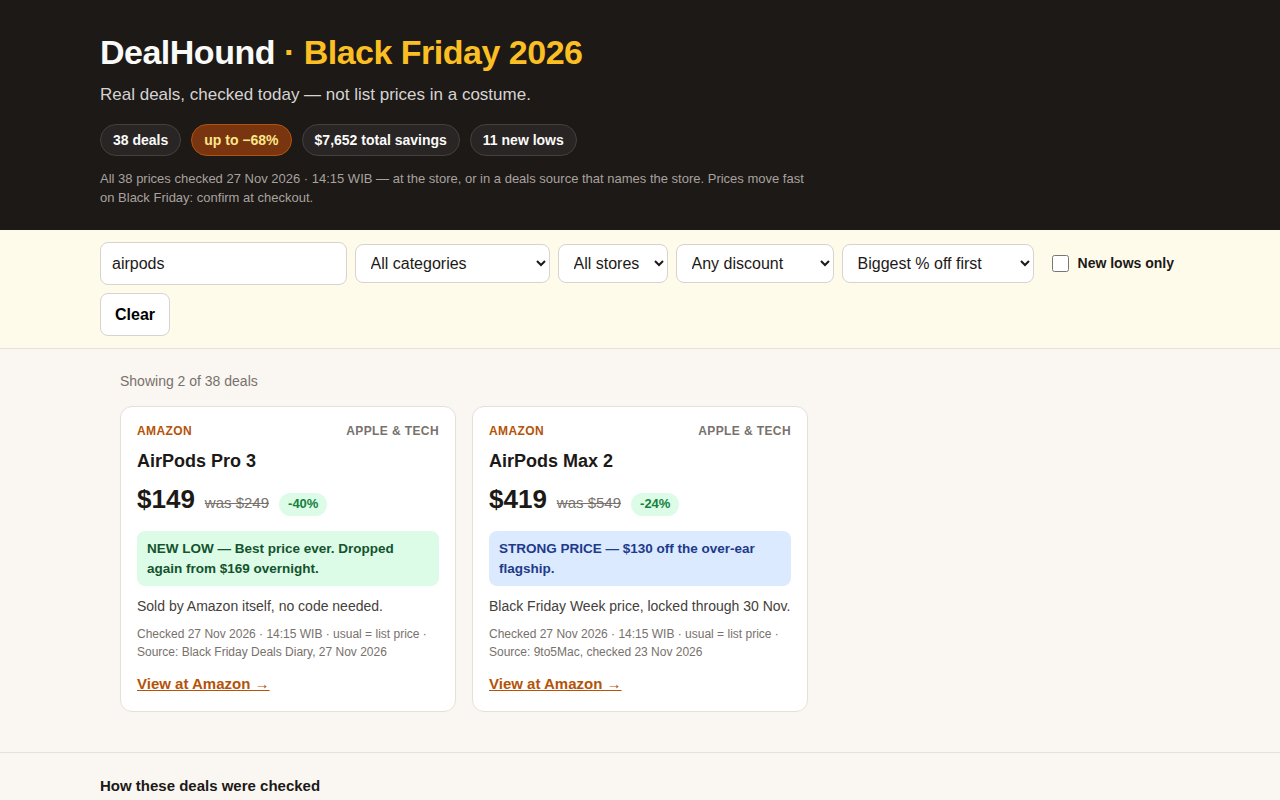 DealHound · Black Friday 2026
Real deals, checked today — not list prices in a costume.
38 deals
up to −68%
$7,652 total savings
11 new lows
All 38 prices checked 27 Nov 2026 · 14:15 WIB — at the store, or in a deals source that names the store. Prices move fast
on Black Friday: confirm at checkout.
airpods
All categories
All stores
Any discount
Biggest % off first
New lows only
Clear
Showing 2 of 38 deals
AMAZON
APPLE & TECH
AirPods Pro 3
$149 was $249 -40%
NEW LOW — Best price ever. Dropped
again from $169 overnight.
Sold by Amazon itself, no code needed.
Checked 27 Nov 2026 · 14:15 WIB · usual = list price ·
Source: Black Friday Deals Diary, 27 Nov 2026
View at Amazon →
AMAZON
APPLE & TECH
AirPods Max 2
$419 was $549 -24%
STRONG PRICE — $130 off the over-ear
flagship.
Black Friday Week price, locked through 30 Nov.
Checked 27 Nov 2026 · 14:15 WIB · usual = list price ·
Source: 9to5Mac, checked 23 Nov 2026
View at Amazon →
How these deals were checked